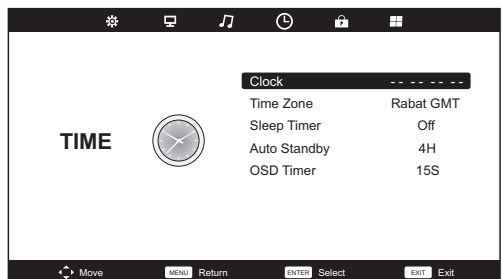 Clock -- -- -- --
Time Zone Rabat GMT
Sleep Timer Off
TIME
Auto Standby 4H
OSD Timer 15S
Move MENU Return ENTER Select EXIT Exit